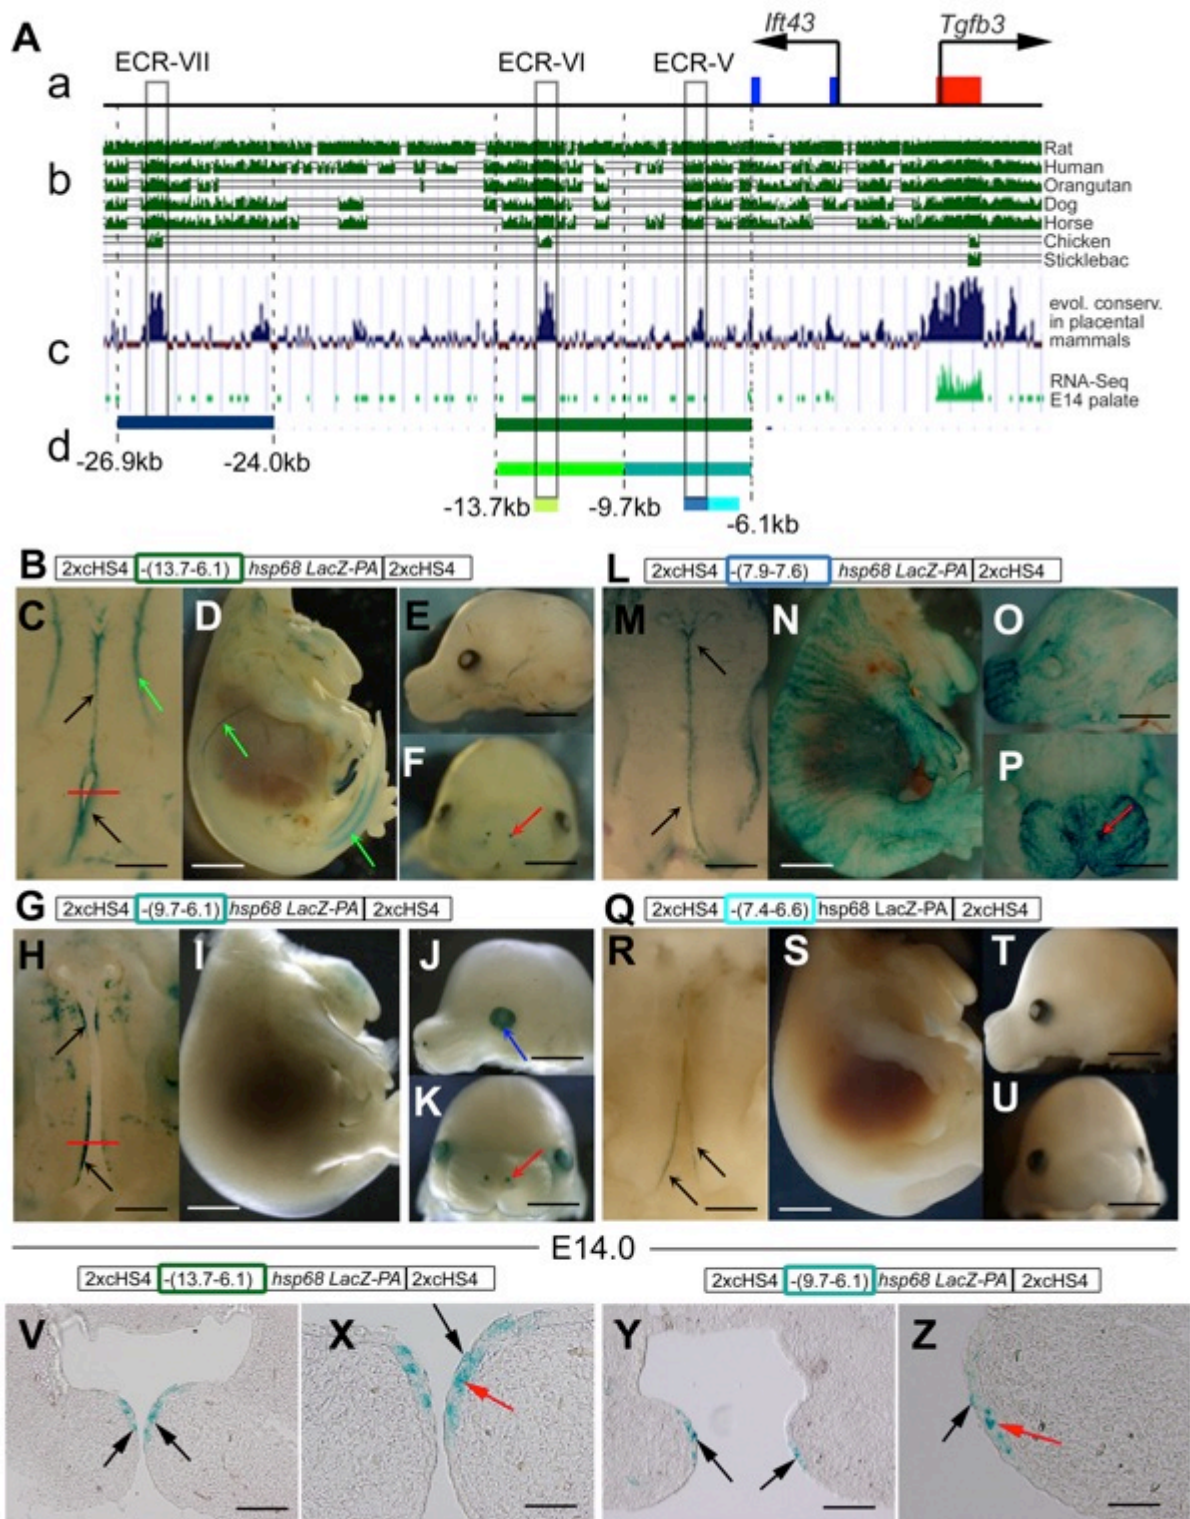 A
Ift43
Tgfb3
ECR-VII
ECR-VI
ECR-V
a
b
Rat
Human
Orangutan
Dog
Horse
Chicken
Sticklebac
c
evol. conserv.
in placental
mammals
RNA-Seq
E14 palate
d
-26.9kb
-24.0kb
-13.7kb
-9.7kb
-6.1kb
B
2xcHS4
-(13.7-6.1)
hsp68 LacZ-PA
2xcHS4
L
2xcHS4
-(7.9-7.6)
hsp68 LacZ-PA
2xcHS4
C
D
E
F
M
N
O
P
G
2xcHS4
-(9.7-6.1)
hsp68 LacZ-PA
2xcHS4
Q
2xcHS4
-(7.4-6.6)
hsp68 LacZ-PA
2xcHS4
H
I
J
K
R
S
T
U
E14.0
2xcHS4
-(13.7-6.1)
hsp68 LacZ-PA
2xcHS4
2xcHS4
-(9.7-6.1)
hsp68 LacZ-PA
2xcHS4
V
X
Y
Z